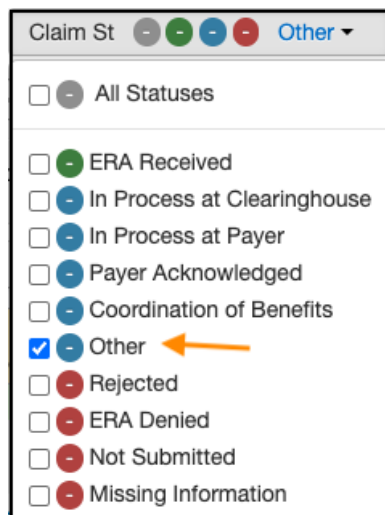 Claim St - - - - Other
- All Statuses
- ERA Received
- In Process at Clearinghouse
- In Process at Payer
- Payer Acknowledged
- Coordination of Benefits
- Other
- Rejected
- ERA Denied
- Not Submitted
- Missing Information